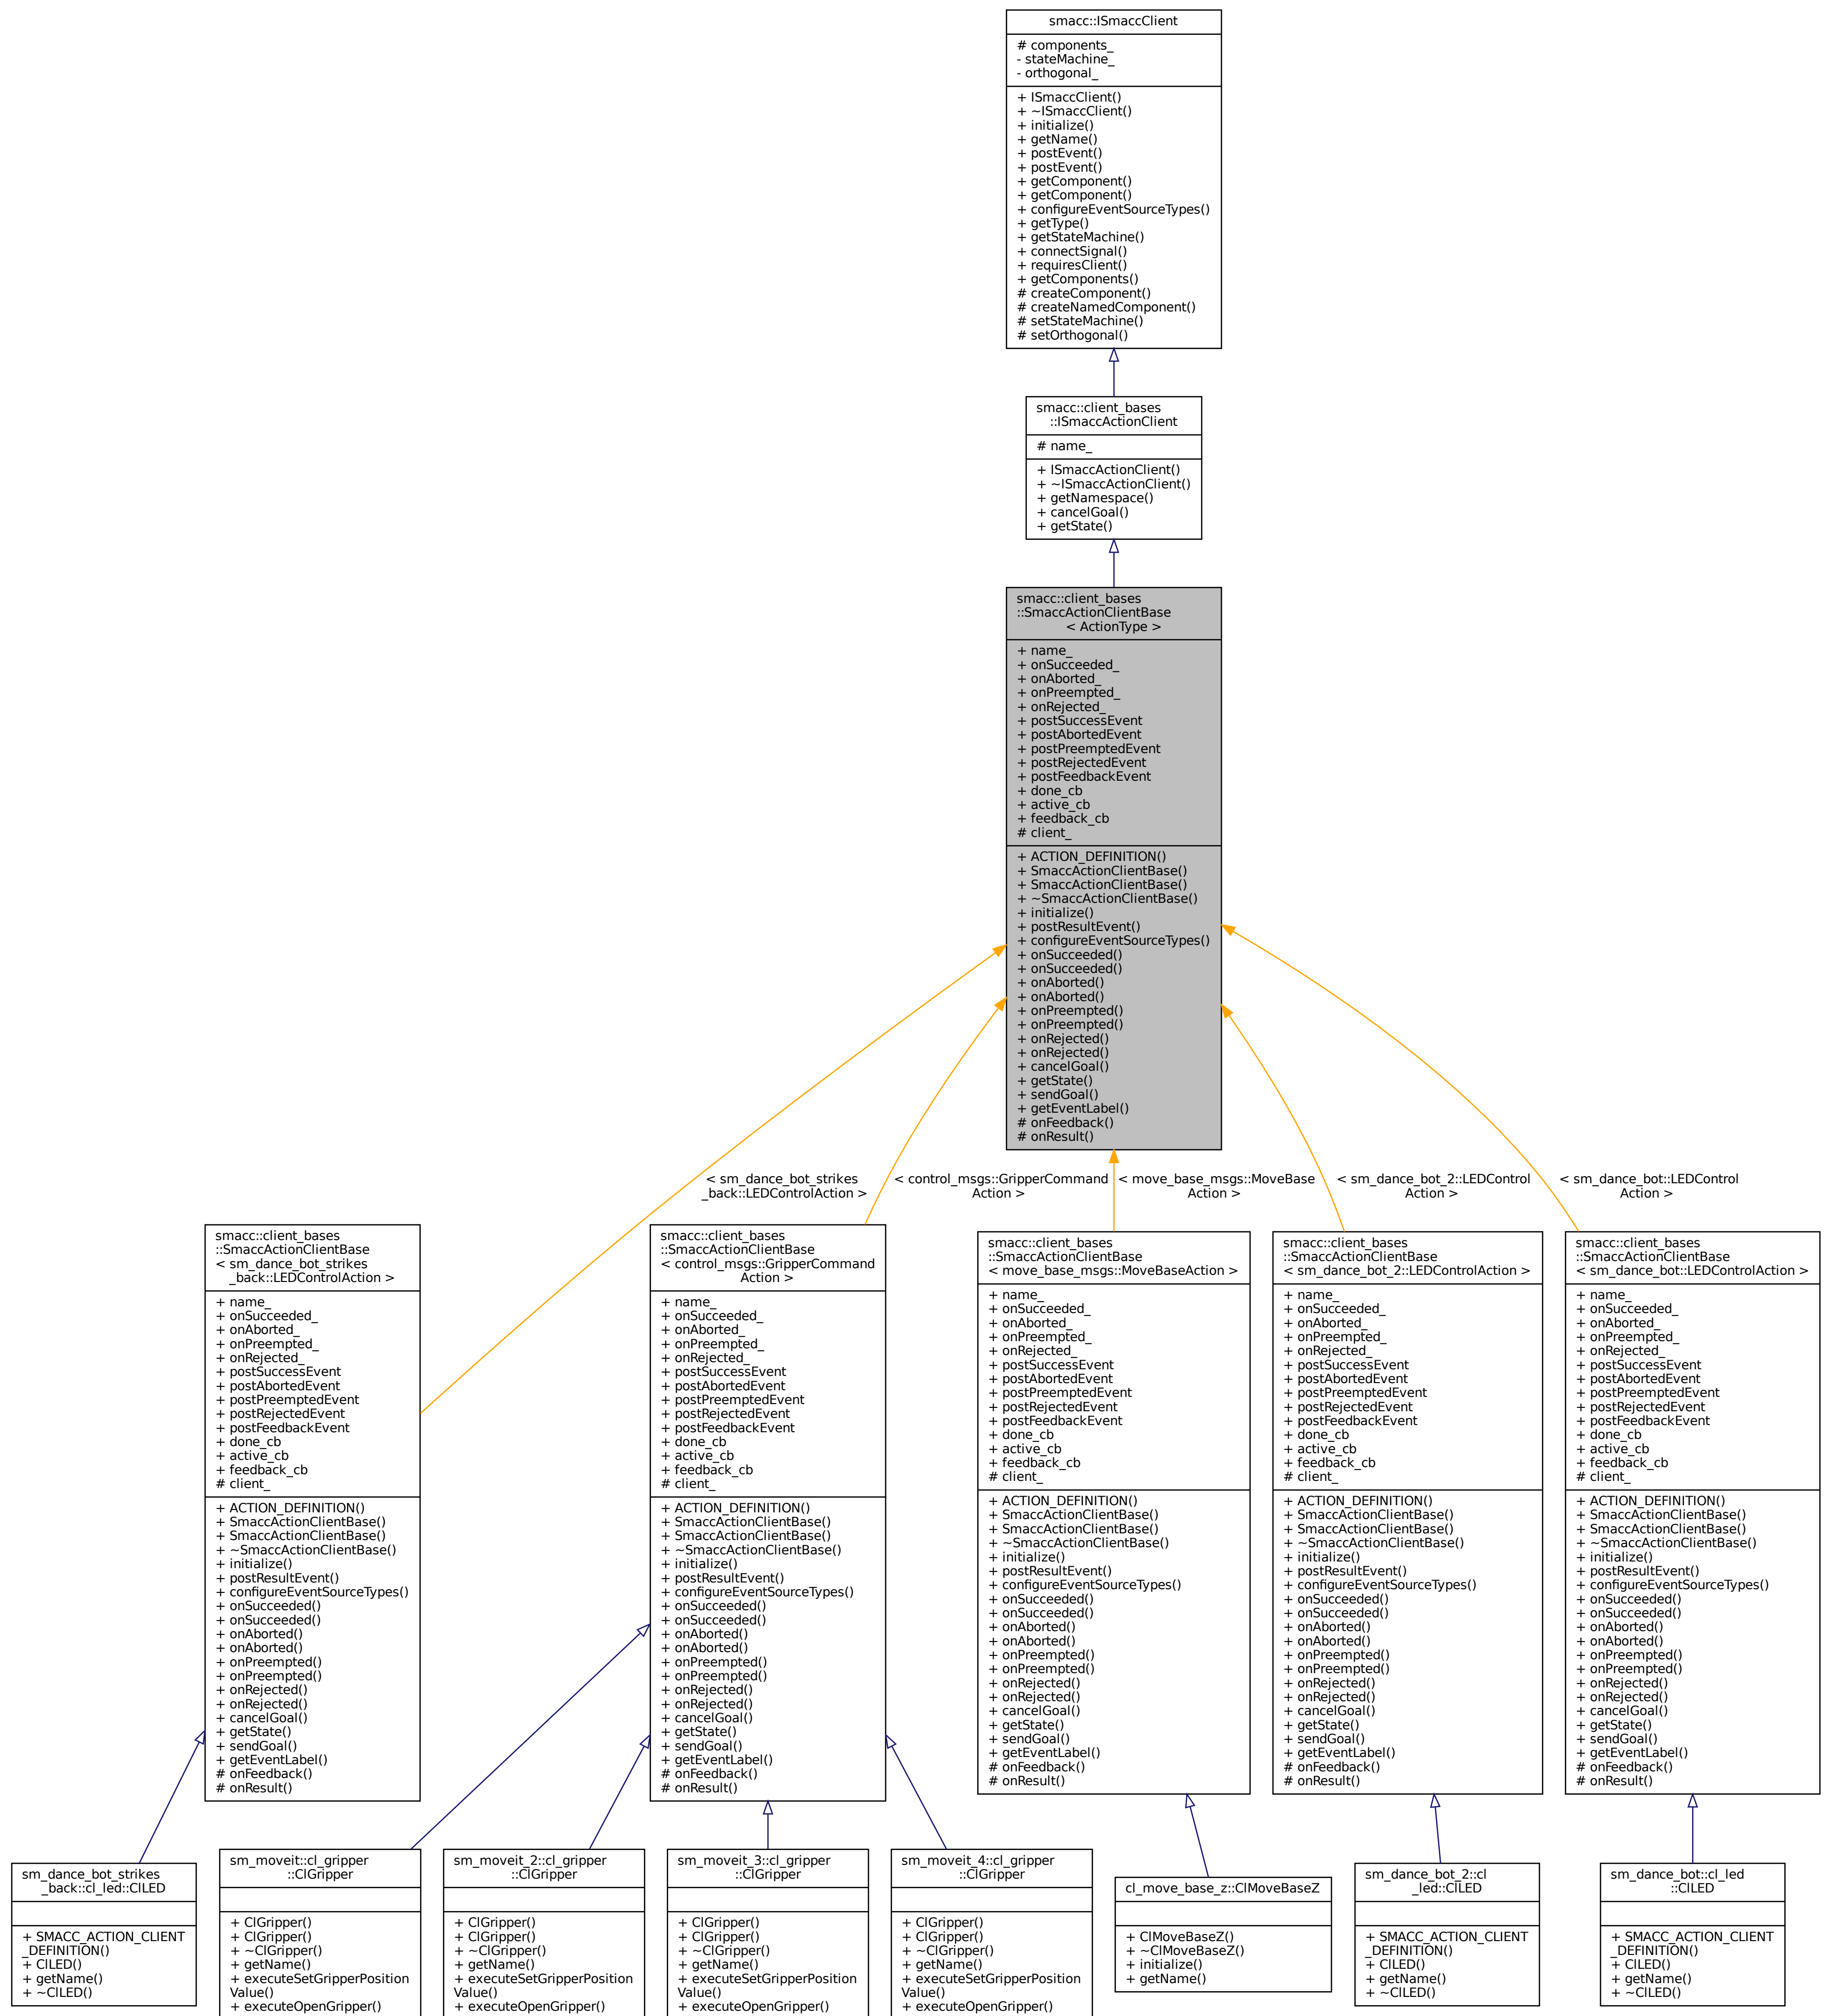 smacc::ISmaccClient
# components_
- stateMachine_
- orthogonal_
+ ISmaccClient()
+ ~ISmaccClient()
+ initialize()
+ getName()
+ postEvent()
+ postEvent()
+ getComponent()
+ getComponent()
+ configureEventSourceTypes()
+ getType()
+ getStateMachine()
+ connectSignal()
+ requiresClient()
+ getComponents()
# createComponent()
# createNamedComponent()
# setStateMachine()
# setOrthogonal()
smacc::client_bases
::ISmaccActionClient
# name_
+ ISmaccActionClient()
+ ~ISmaccActionClient()
+ getNamespace()
+ cancelGoal()
+ getState()
smacc::client_bases
::SmaccActionClientBase
< ActionType >
+ name_
+ onSucceeded_
+ onAborted_
+ onPreempted_
+ onRejected_
+ postSuccessEvent
+ postAbortedEvent
+ postPreemptedEvent
+ postRejectedEvent
+ postFeedbackEvent
+ done_cb
+ active_cb
+ feedback_cb
# client_
+ ACTION_DEFINITION()
+ SmaccActionClientBase()
+ SmaccActionClientBase()
+ ~SmaccActionClientBase()
+ initialize()
+ postResultEvent()
+ configureEventSourceTypes()
+ onSucceeded()
+ onSucceeded()
+ onAborted()
+ onAborted()
+ onPreempted()
+ onPreempted()
+ onRejected()
+ onRejected()
+ cancelGoal()
+ getState()
+ sendGoal()
+ getEventLabel()
# onFeedback()
# onResult()
< sm_dance_bot_strikes
_back::LEDControlAction >
< control_msgs::GripperCommand
Action >
< move_base_msgs::MoveBase
Action >
< sm_dance_bot_2::LEDControl
Action >
< sm_dance_bot::LEDControl
Action >
smacc::client_bases
::SmaccActionClientBase
< sm_dance_bot_strikes
_back::LEDControlAction >
+ name_
+ onSucceeded_
+ onAborted_
+ onPreempted_
+ onRejected_
+ postSuccessEvent
+ postAbortedEvent
+ postPreemptedEvent
+ postRejectedEvent
+ postFeedbackEvent
+ done_cb
+ active_cb
+ feedback_cb
# client_
+ ACTION_DEFINITION()
+ SmaccActionClientBase()
+ SmaccActionClientBase()
+ ~SmaccActionClientBase()
+ initialize()
+ postResultEvent()
+ configureEventSourceTypes()
+ onSucceeded()
+ onSucceeded()
+ onAborted()
+ onAborted()
+ onPreempted()
+ onPreempted()
+ onRejected()
+ onRejected()
+ cancelGoal()
+ getState()
+ sendGoal()
+ getEventLabel()
# onFeedback()
# onResult()
smacc::client_bases
::SmaccActionClientBase
< control_msgs::GripperCommand
Action >
+ name_
+ onSucceeded_
+ onAborted_
+ onPreempted_
+ onRejected_
+ postSuccessEvent
+ postAbortedEvent
+ postPreemptedEvent
+ postRejectedEvent
+ postFeedbackEvent
+ done_cb
+ active_cb
+ feedback_cb
# client_
+ ACTION_DEFINITION()
+ SmaccActionClientBase()
+ SmaccActionClientBase()
+ ~SmaccActionClientBase()
+ initialize()
+ postResultEvent()
+ configureEventSourceTypes()
+ onSucceeded()
+ onSucceeded()
+ onAborted()
+ onAborted()
+ onPreempted()
+ onPreempted()
+ onRejected()
+ onRejected()
+ cancelGoal()
+ getState()
+ sendGoal()
+ getEventLabel()
# onFeedback()
# onResult()
smacc::client_bases
::SmaccActionClientBase
< move_base_msgs::MoveBaseAction >
+ name_
+ onSucceeded_
+ onAborted_
+ onPreempted_
+ onRejected_
+ postSuccessEvent
+ postAbortedEvent
+ postPreemptedEvent
+ postRejectedEvent
+ postFeedbackEvent
+ done_cb
+ active_cb
+ feedback_cb
# client_
+ ACTION_DEFINITION()
+ SmaccActionClientBase()
+ SmaccActionClientBase()
+ ~SmaccActionClientBase()
+ initialize()
+ postResultEvent()
+ configureEventSourceTypes()
+ onSucceeded()
+ onSucceeded()
+ onAborted()
+ onAborted()
+ onPreempted()
+ onPreempted()
+ onRejected()
+ onRejected()
+ cancelGoal()
+ getState()
+ sendGoal()
+ getEventLabel()
# onFeedback()
# onResult()
smacc::client_bases
::SmaccActionClientBase
< sm_dance_bot_2::LEDControlAction >
+ name_
+ onSucceeded_
+ onAborted_
+ onPreempted_
+ onRejected_
+ postSuccessEvent
+ postAbortedEvent
+ postPreemptedEvent
+ postRejectedEvent
+ postFeedbackEvent
+ done_cb
+ active_cb
+ feedback_cb
# client_
+ ACTION_DEFINITION()
+ SmaccActionClientBase()
+ SmaccActionClientBase()
+ ~SmaccActionClientBase()
+ initialize()
+ postResultEvent()
+ configureEventSourceTypes()
+ onSucceeded()
+ onSucceeded()
+ onAborted()
+ onAborted()
+ onPreempted()
+ onPreempted()
+ onRejected()
+ onRejected()
+ cancelGoal()
+ getState()
+ sendGoal()
+ getEventLabel()
# onFeedback()
# onResult()
smacc::client_bases
::SmaccActionClientBase
< sm_dance_bot::LEDControlAction >
+ name_
+ onSucceeded_
+ onAborted_
+ onPreempted_
+ onRejected_
+ postSuccessEvent
+ postAbortedEvent
+ postPreemptedEvent
+ postRejectedEvent
+ postFeedbackEvent
+ done_cb
+ active_cb
+ feedback_cb
# client_
+ ACTION_DEFINITION()
+ SmaccActionClientBase()
+ SmaccActionClientBase()
+ ~SmaccActionClientBase()
+ initialize()
+ postResultEvent()
+ configureEventSourceTypes()
+ onSucceeded()
+ onSucceeded()
+ onAborted()
+ onAborted()
+ onPreempted()
+ onPreempted()
+ onRejected()
+ onRejected()
+ cancelGoal()
+ getState()
+ sendGoal()
+ getEventLabel()
# onFeedback()
# onResult()
sm_dance_bot_strikes
_back::cl_led::ClLED
+ SMACC_ACTION_CLIENT
_DEFINITION()
+ ClLED()
+ getName()
+ ~ClLED()
sm_moveit::cl_gripper
::ClGripper
+ ClGripper()
+ ClGripper()
+ ~ClGripper()
+ getName()
+ executeSetGripperPosition
Value()
+ executeOpenGripper()
sm_moveit_2::cl_gripper
::ClGripper
+ ClGripper()
+ ClGripper()
+ ~ClGripper()
+ getName()
+ executeSetGripperPosition
Value()
+ executeOpenGripper()
sm_moveit_3::cl_gripper
::ClGripper
+ ClGripper()
+ ClGripper()
+ ~ClGripper()
+ getName()
+ executeSetGripperPosition
Value()
+ executeOpenGripper()
sm_moveit_4::cl_gripper
::ClGripper
+ ClGripper()
+ ClGripper()
+ ~ClGripper()
+ getName()
+ executeSetGripperPosition
Value()
+ executeOpenGripper()
cl_move_base_z::ClMoveBaseZ
+ ClMoveBaseZ()
+ ~ClMoveBaseZ()
+ initialize()
+ getName()
sm_dance_bot_2::cl
_led::ClLED
+ SMACC_ACTION_CLIENT
_DEFINITION()
+ ClLED()
+ getName()
+ ~ClLED()
sm_dance_bot::cl_led
::ClLED
+ SMACC_ACTION_CLIENT
_DEFINITION()
+ ClLED()
+ getName()
+ ~ClLED()